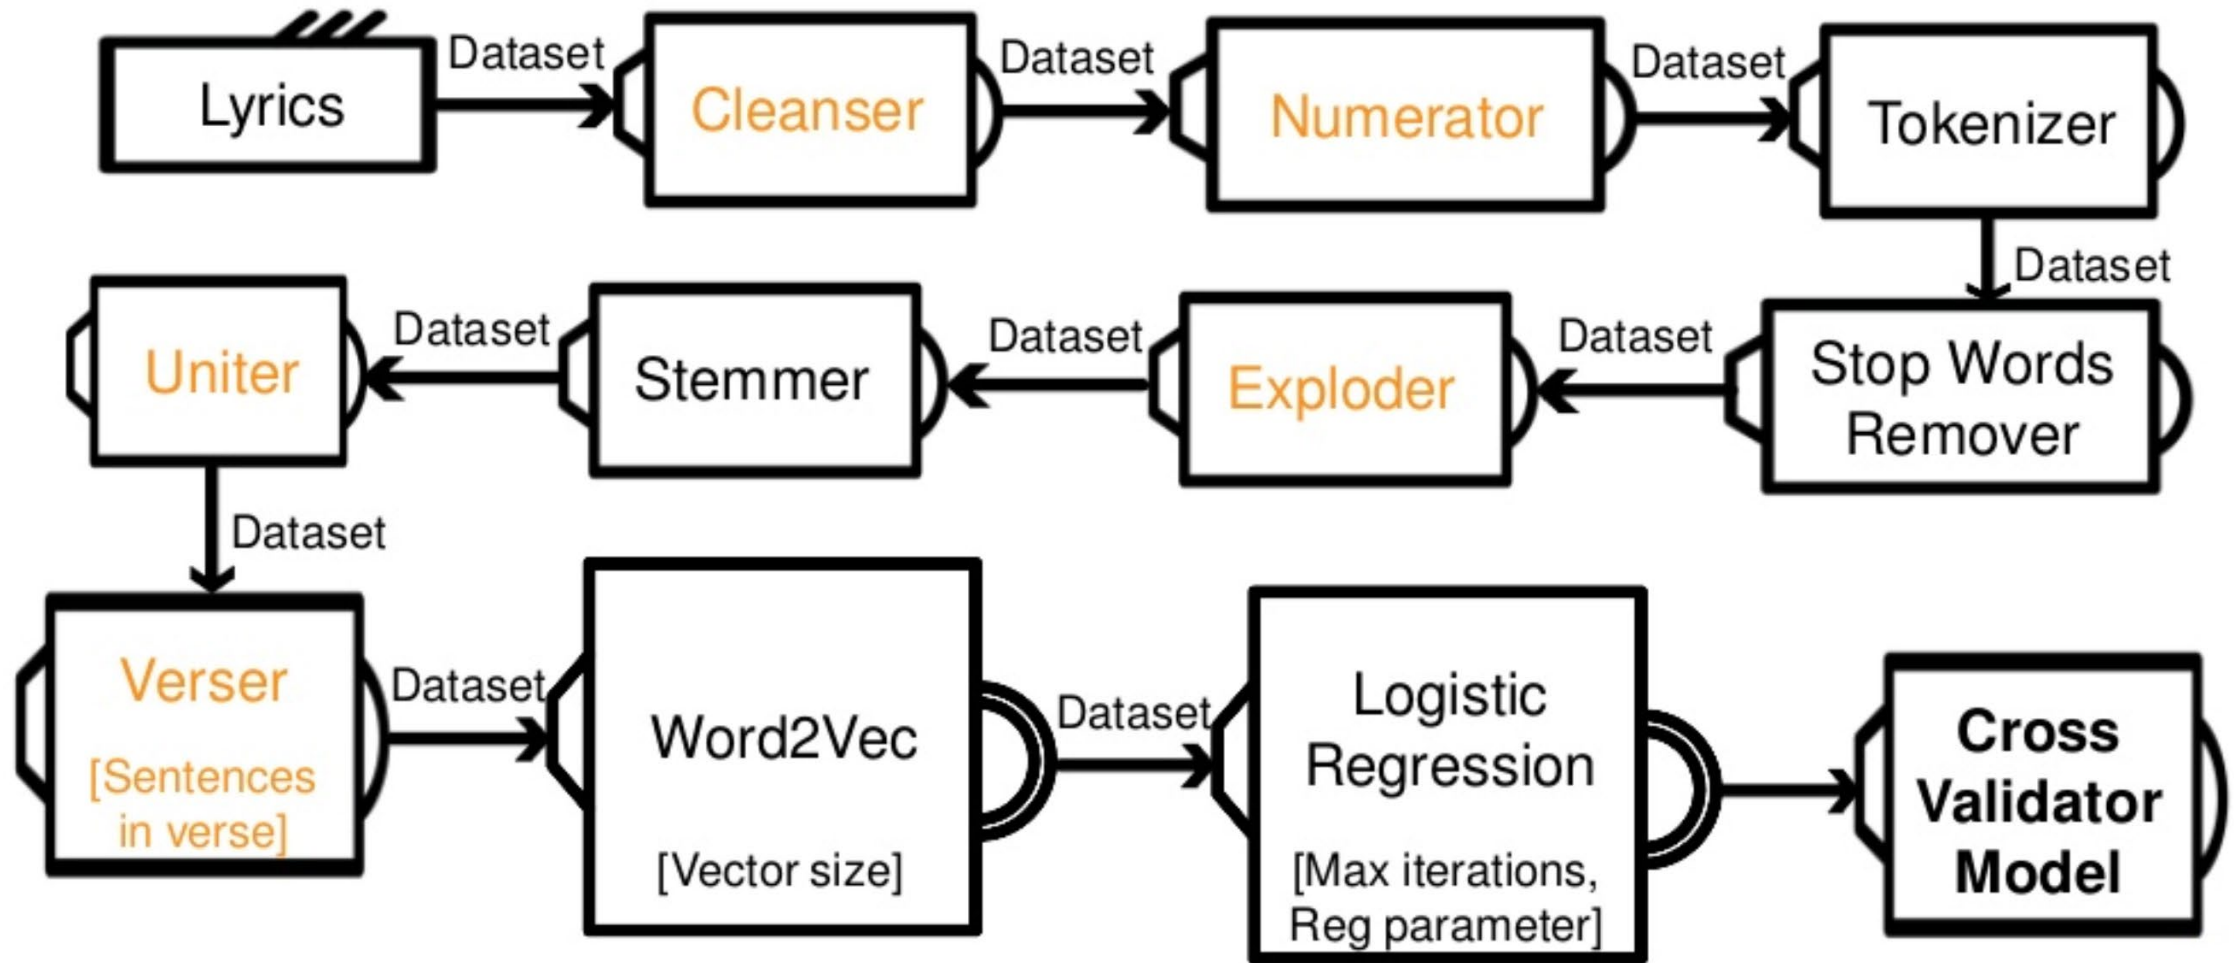 Lyrics
Dataset
Cleanser
Dataset
Numerator
Dataset
Tokenizer
Dataset
Stop Words
Remover
Dataset
Exploder
Dataset
Stemmer
Dataset
Uniter
Dataset
Verser
[Sentences
in verse]
Dataset
Word2Vec
[Vector size]
Dataset
Logistic
Regression
[Max iterations,
Reg parameter]
Cross
Validator
Model